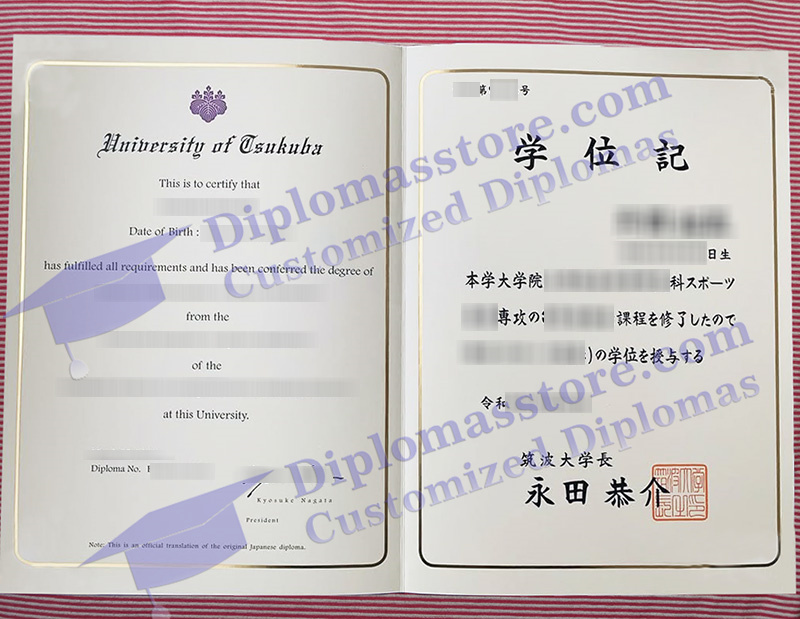 University of Tsukuba
This is to certify that
Date of Birth :
has fulfilled all requirements and has been conferred the degree of
from the
of the
at this University.
Diploma No.
Kyosuke Nagata
President
Note: This is an official translation of the original Japanese diploma.
第 号
学位記
日生
本学大学院 科スポーツ
専攻の 課程を修了したので
)の学位を授与する
令和
筑波大学長
永田恭介
Diplomasstore.com
Customized Diplomas
Diplomasstore.com
Customized Diplomas